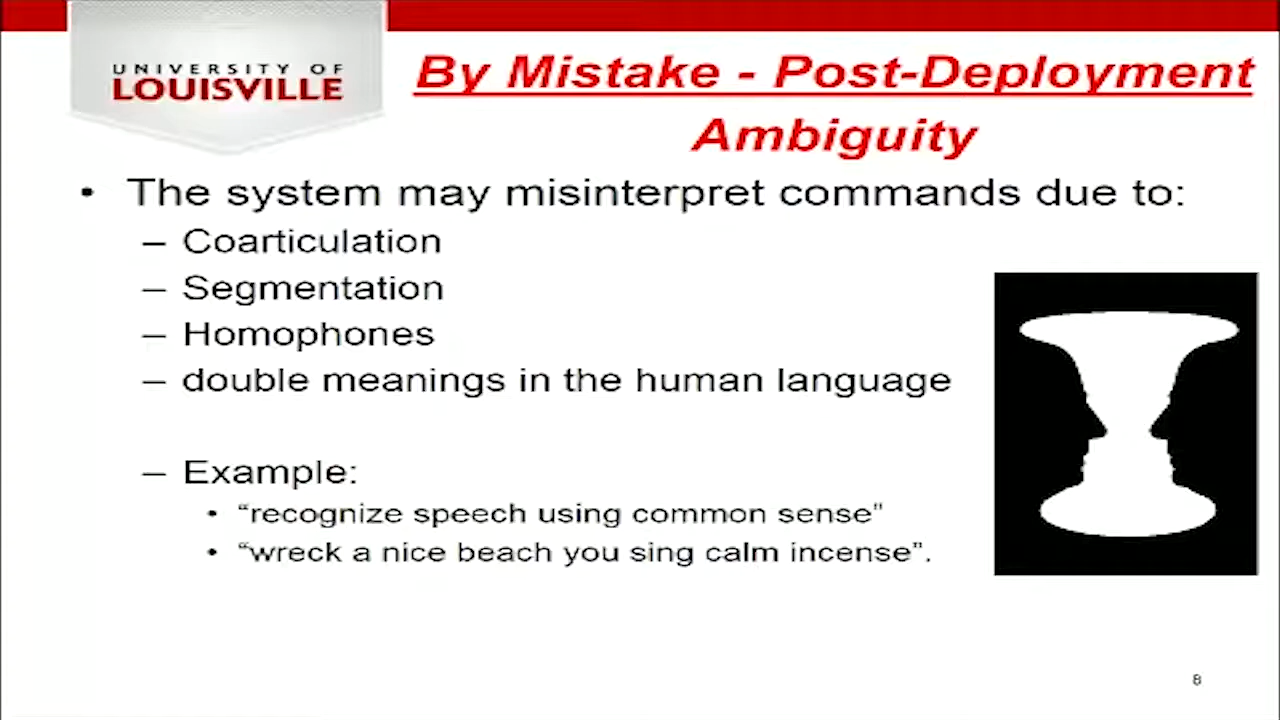 UNIVERSITY OF
LOUISVILLE
By Mistake - Post-Deployment
Ambiguity
• The system may misinterpret commands due to:
– Coarticulation
– Segmentation
– Homophones
– double meanings in the human language
– Example:
• “recognize speech using common sense”
• “wreck a nice beach you sing calm incense”.
8